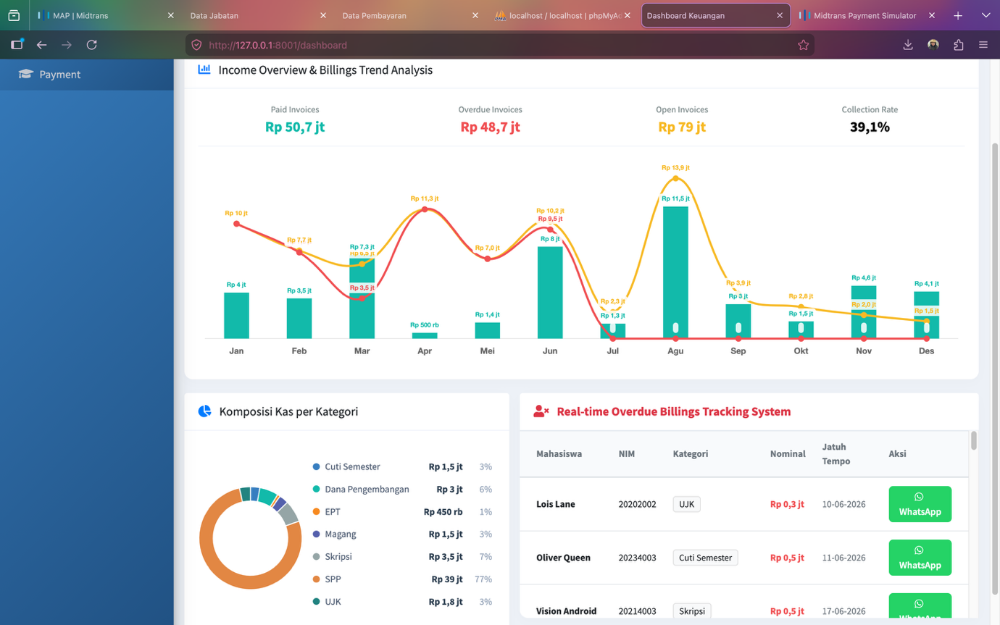 MAP | Midtrans
Data Jabatan
Data Pembayaran
localhost / localhost | phpMyAd
Dashboard Keuangan
Midtrans Payment Simulator
http://127.0.0.1:8001/dashboard
Payment
Income Overview & Billings Trend Analysis
Paid Invoices
Rp 50,7 jt
Overdue Invoices
Rp 48,7 jt
Open Invoices
Rp 79 jt
Collection Rate
39,1%
Rp 13,9 jt
Rp 11,3 jt
Rp 11,5 jt
Rp 10 jt
Rp 10,2 jt
Rp 9,5 jt
Rp 7,7 jt
Rp 8 jt
Rp 7,3 jt
Rp 6,5 jt
Rp 7,0 jt
Rp 4 jt
Rp 3,5 jt
Rp 3,5 jt
Rp 3,9 jt
Rp 4,6 jt
Rp 4,1 jt
Rp 2,3 jt
Rp 3 jt
Rp 2,8 jt
Rp 2,0 jt
Rp 1,5 jt
Rp 500 rb
Rp 1,4 jt
Rp 1,3 jt
Rp 1,5 jt
0 0 0 0 0 0
Jan Feb Mar Apr Mei Jun Jul Agu Sep Okt Nov Des
Komposisi Kas per Kategori
Cuti Semester Rp 1,5 jt 3%
Dana Pengembangan Rp 3 jt 6%
EPT Rp 450 rb 1%
Magang Rp 1,5 jt 3%
Skripsi Rp 3,5 jt 7%
SPP Rp 39 jt 77%
UJK Rp 1,8 jt 3%
Real-time Overdue Billings Tracking System
Mahasiswa NIM Kategori Nominal Jatuh Tempo Aksi
Lois Lane 20202002 UJK Rp 0,3 jt 10-06-2026 WhatsApp
Oliver Queen 20234003 Cuti Semester Rp 0,5 jt 11-06-2026 WhatsApp
Vision Android 20214003 Skripsi Rp 0,5 jt 17-06-2026 WhatsApp